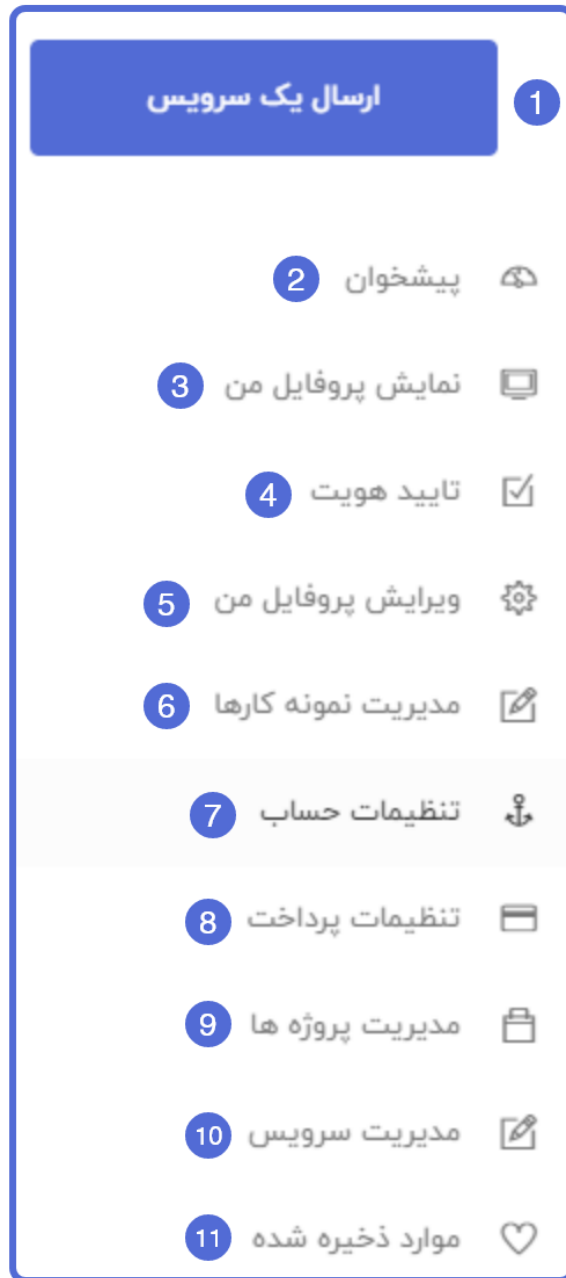 ارسال یک سرویس 1
پیشخوان 2
نمایش پروفایل من 3
تایید هویت 4
ویرایش پروفایل من 5
مدیریت نمونه کارها 6
تنظیمات حساب 7
تنظیمات پرداخت 8
مدیریت پروژه ها 9
مدیریت سرویس 10
موارد ذخیره شده 11